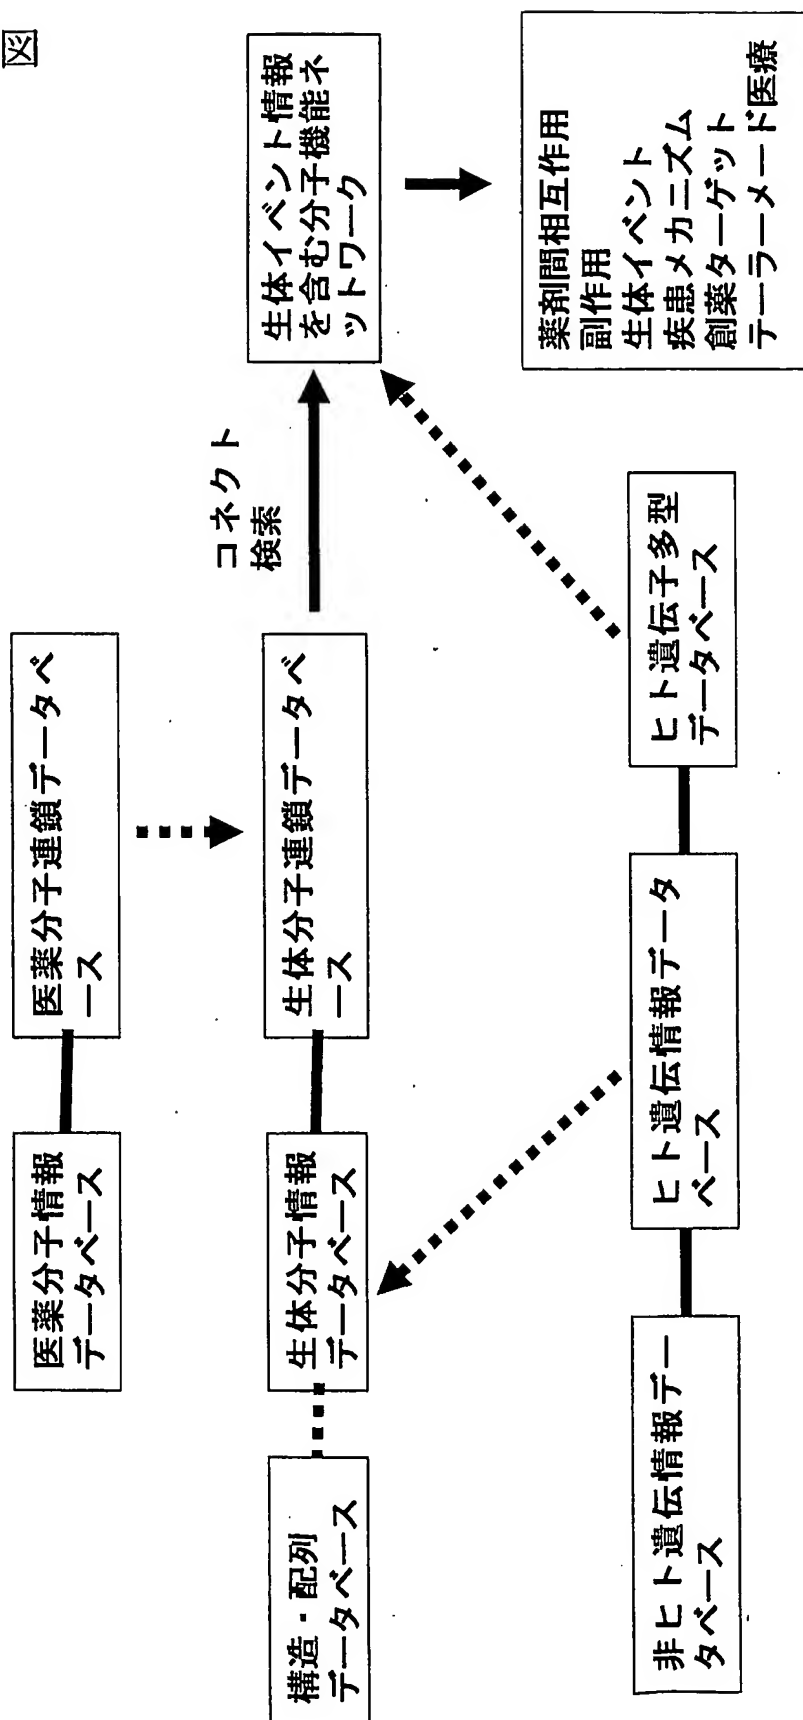 図
医薬分子情報
データベース
医薬分子連鎖データベ
ース
構造・配列
データベース
生体分子情報
データベース
生体分子連鎖データベ
ース
コネクト
検索
生体イベント情報
を含む分子機能ネ
ットワーク
薬剤間相互作用
副作用
生体イベント
疾患メカニズム
創薬ターゲット
テーラーメード医療
非ヒト遺伝情報デー
タベース
ヒト遺伝情報データ
ベース
ヒト遺伝子多型
データベース